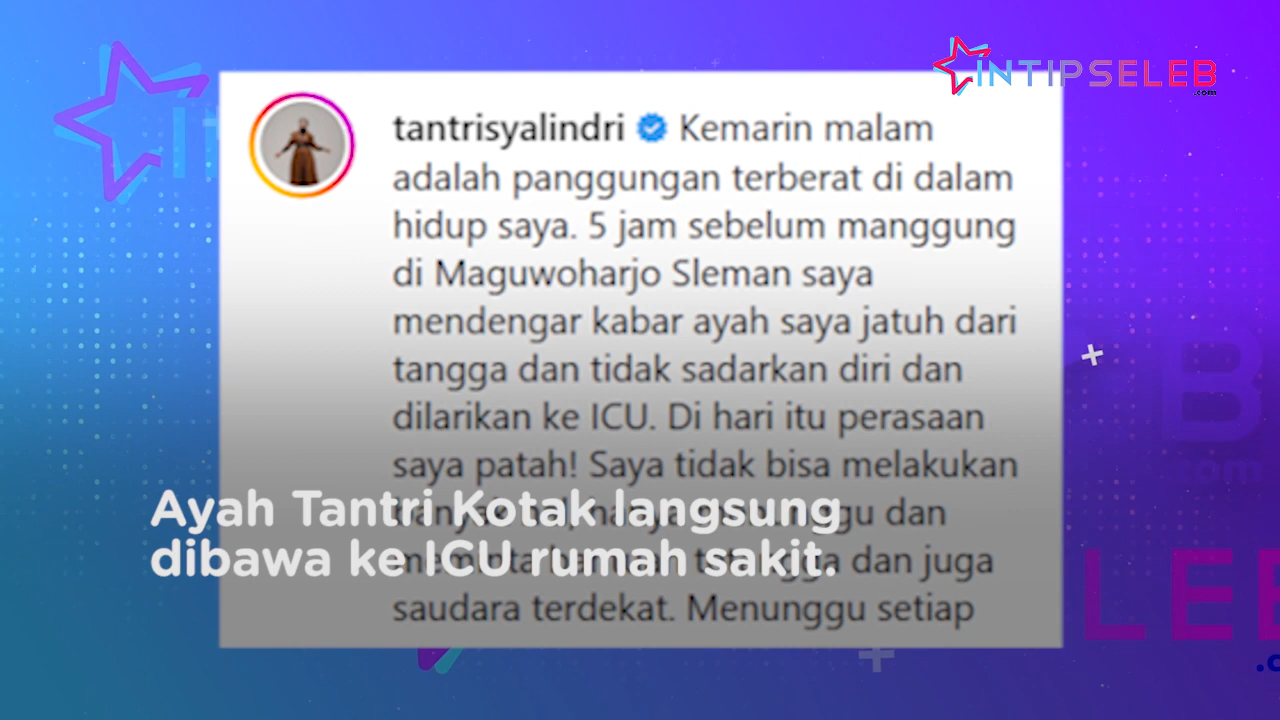 INTIPSELEB
.com
tantrisyalindri Kemarin malam
adalah panggungan terberat di dalam
hidup saya. 5 jam sebelum manggung
di Maguwoharjo Sleman saya
mendengar kabar ayah saya jatuh dari
tangga dan tidak sadarkan diri dan
dilarikan ke ICU. Di hari itu perasaan
saya patah! Saya tidak bisa melakukan
dan
dan juga
saudara terdekat. Menunggu setiap
Ayah Tantri Kotak langsung
dibawa ke ICU rumah sakit.